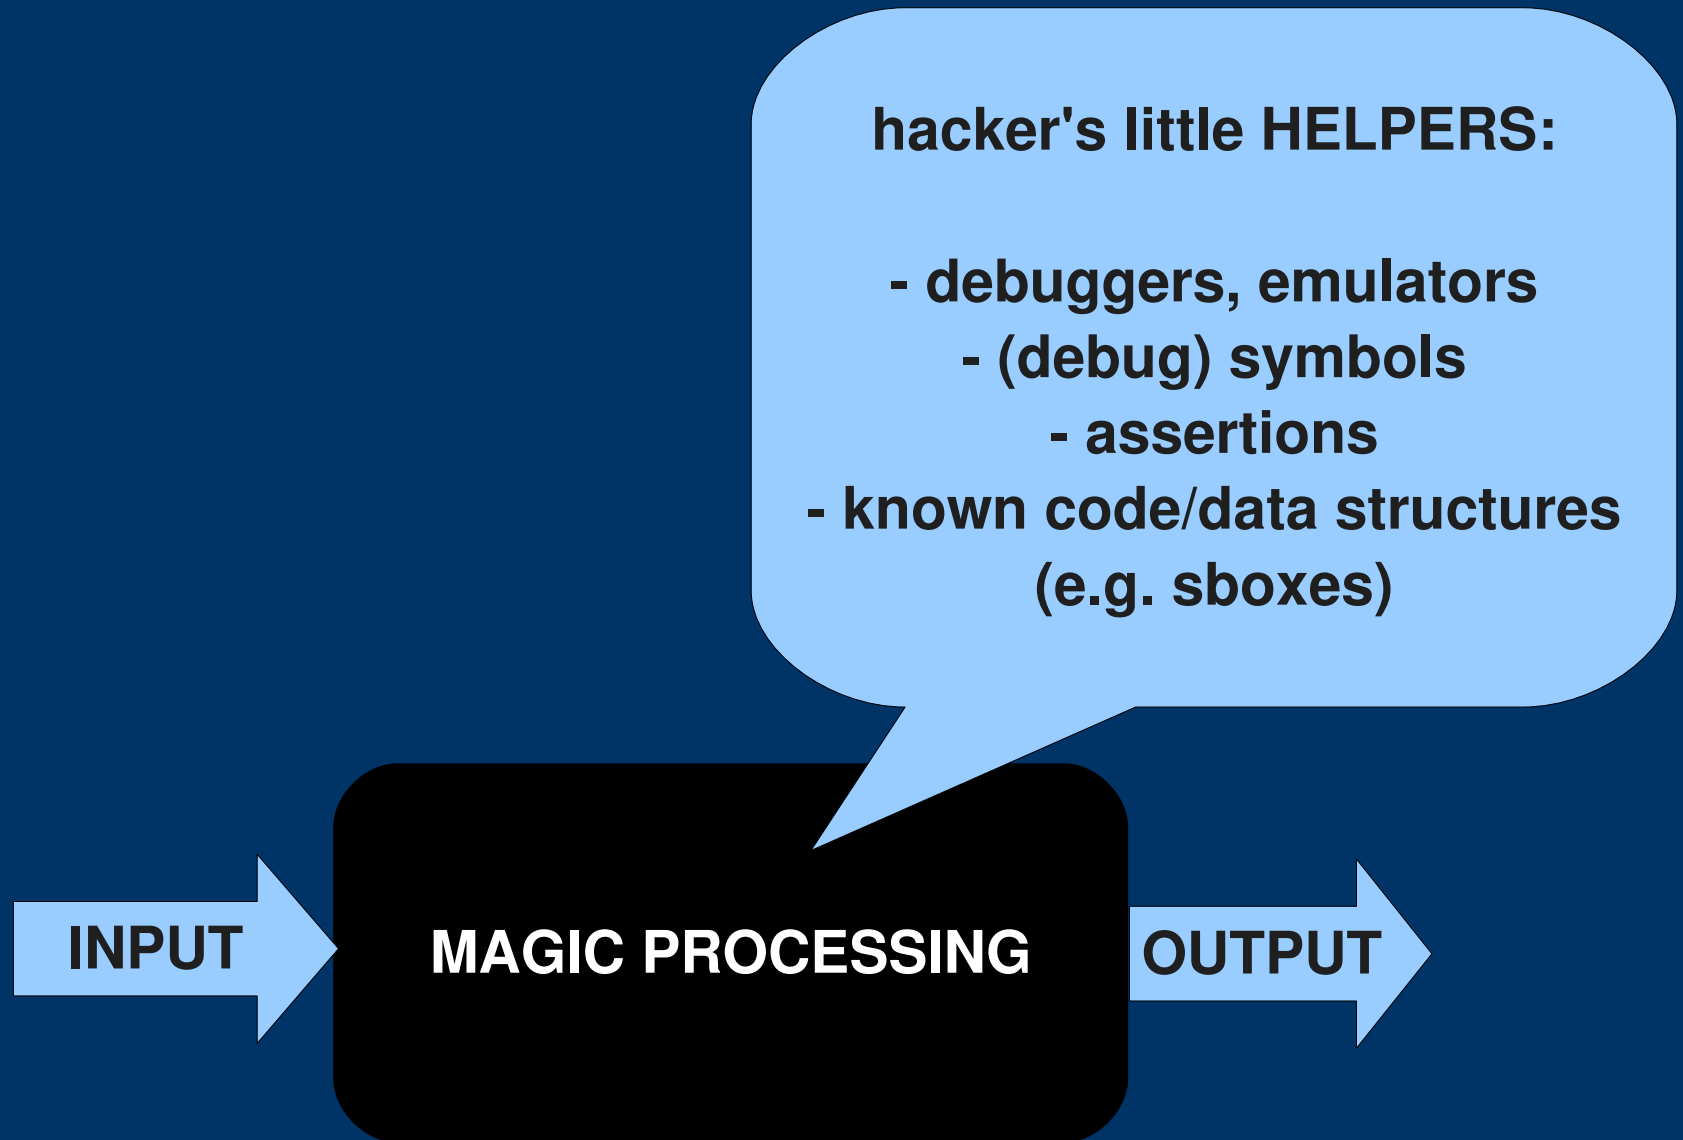 hacker's little HELPERS:
- debuggers, emulators
- (debug) symbols
- assertions
- known code/data structures
(e.g. sboxes)
INPUT
MAGIC PROCESSING
OUTPUT